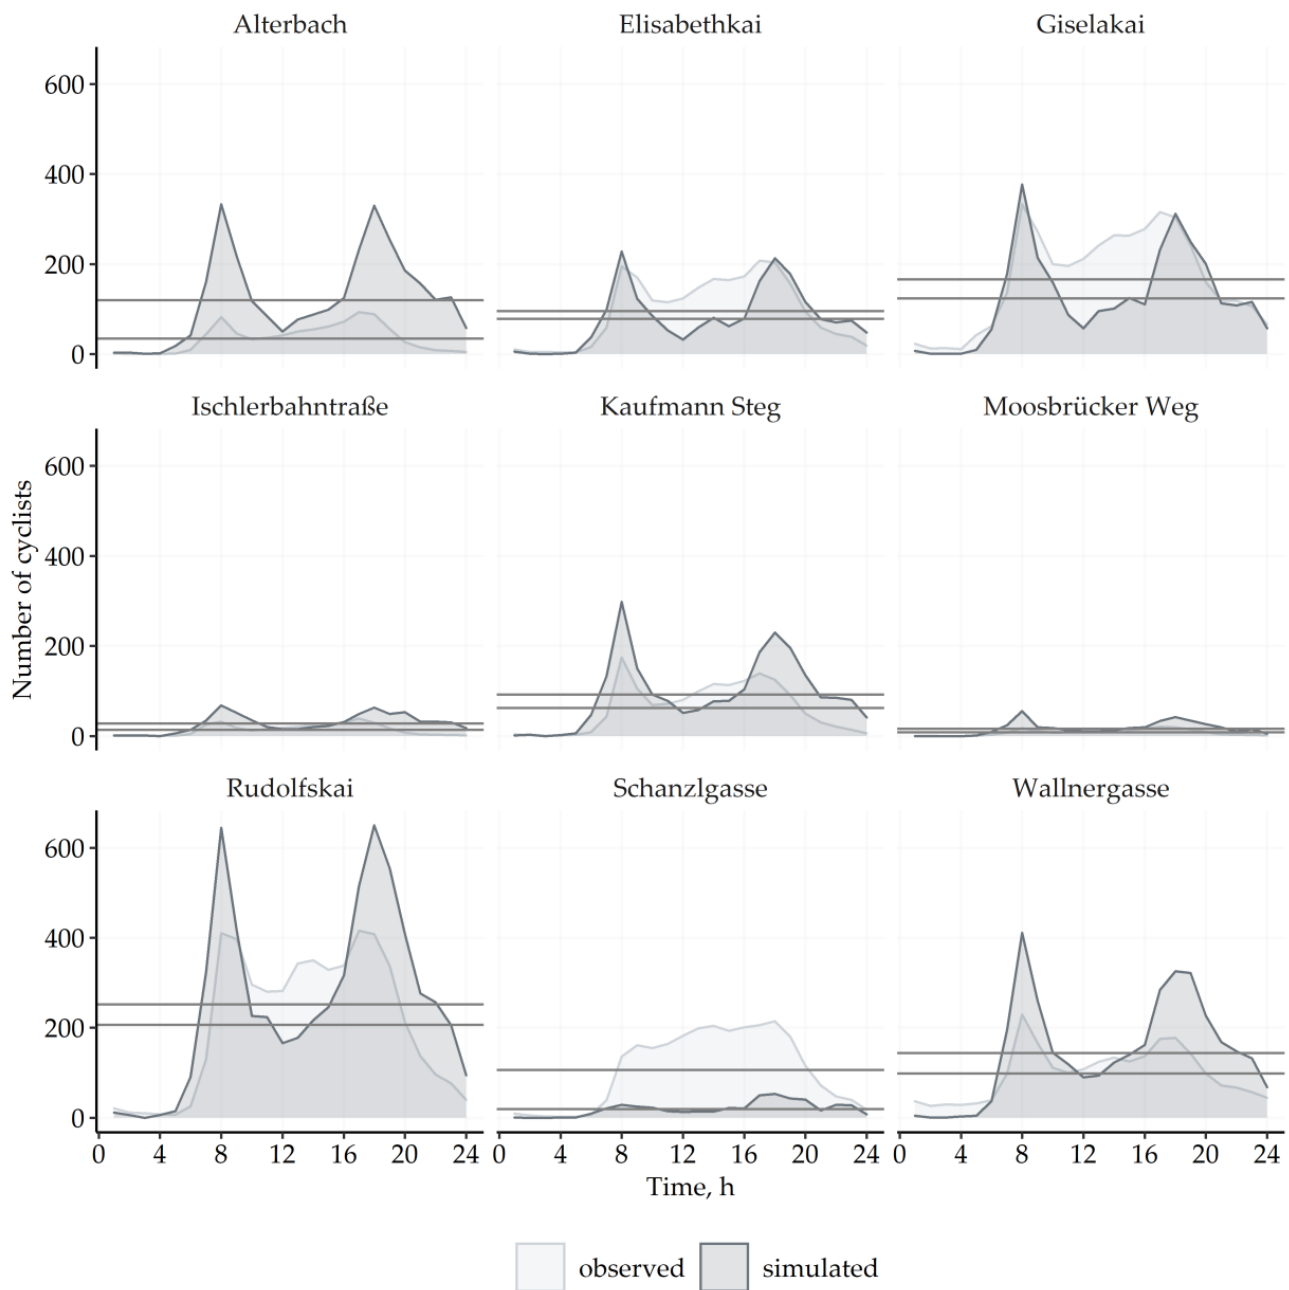 Alterbach Elisabethkai Giselakai
600
400
200
0
Ischlerbahntraße Kaufmann Steg Moosbrücker Weg
600
400
200
0
Number of cyclists
Rudolfskai Schanzlgasse Wallnergasse
600
400
200
0
0 4 8 12 16 20 24 0 4 8 12 16 20 24 0 4 8 12 16 20 24
Time, h
observed simulated